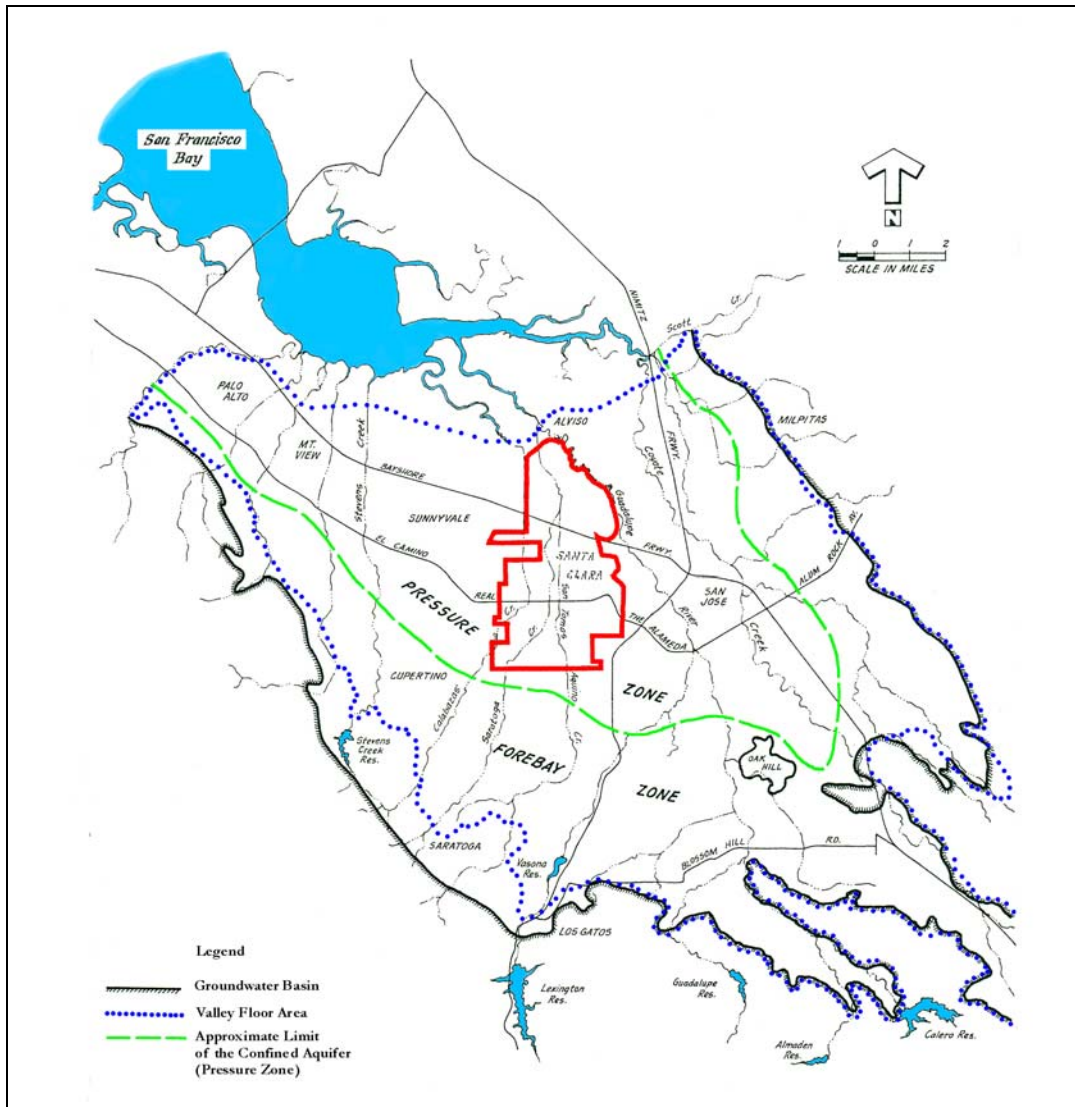 San Francisco
Bay
N
1 0 1 2
SCALE IN MILES
NIMITZ
FRWY.
Scott
Cr.
MILPITAS
PALO
ALTO
MT.
VIEW
Stevens
Creek
ALVISO
BAYSHORE
FRWY
Coyote
Creek
Guadalupe
River
SUNNYVALE
EL CAMINO
REAL
SANTA
CLARA
SAN
JOSE
ALUM ROCK AV.
THE ALAMEDA
PRESSURE
ZONE
San Tomas
Aquino
Cr.
CUPERTINO
Calabazas
Cr.
Saratoga
Cr.
Stevens
Creek
Res.
FOREBAY
ZONE
OAK
HILL
SARATOGA
Vasona
Res.
BLOSSOM HILL
RD.
LOS GATOS
Lexington
Res.
Guadalupe
Res.
Almaden
Res.
Calero Res.
Legend
Groundwater Basin
Valley Floor Area
Approximate Limit
of the Confined Aquifer
(Pressure Zone)